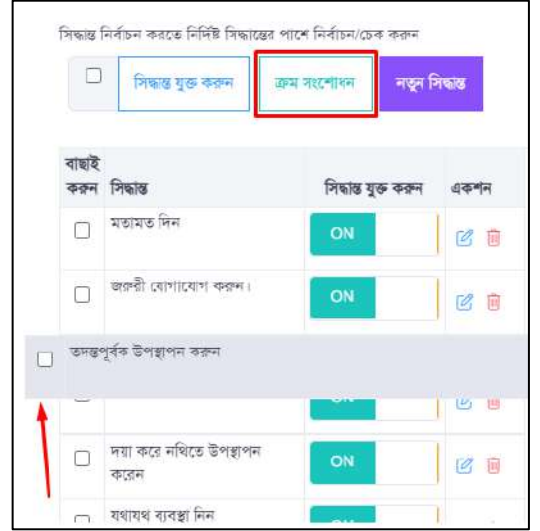 সিদ্ধান্ত নির্বাচন করতে নির্দিষ্ট সিদ্ধান্তের পাশে নির্বাচন/চেক করুন
সিদ্ধান্ত যুক্ত করুন ক্রম সংশোধন নতুন সিদ্ধান্ত
বাছাই
করুন সিদ্ধান্ত সিদ্ধান্ত যুক্ত করুন একশন
মতামত দিন ON
জরুরী যোগাযোগ করুন। ON
তদন্তপূর্বক উপস্থাপন করুন
দয়া করে নথিতে উপস্থাপন ON
করেন
যথাযথ ব্যবস্থা নিন